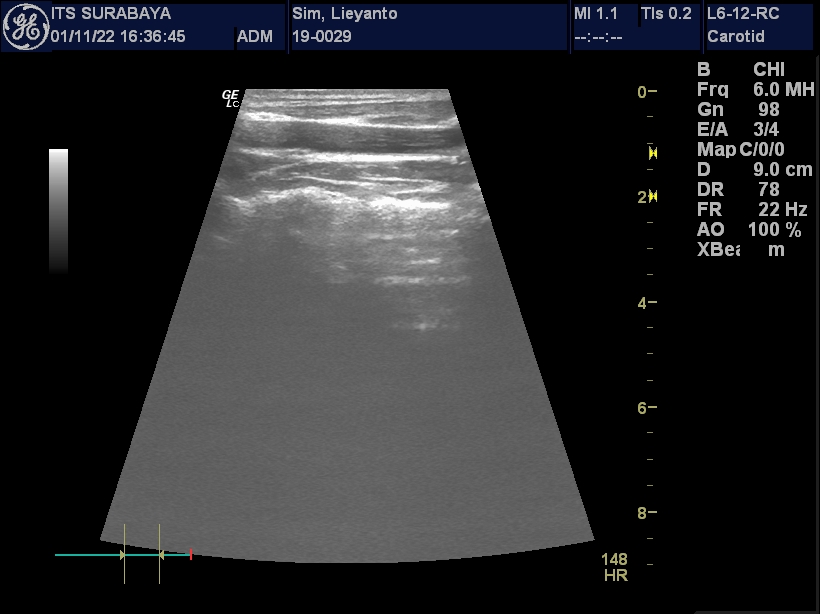 ITS SURABAYA
01/11/22 16:36:45 ADM
Sim, Lieyanto
19-0029
MI 1.1 TIs 0.2
--:--:--
L6-12-RC
Carotid
GE
B CHI
Frq 6.0 MH
Gn 98
E/A 3/4
Map C/0/0
D 9.0 cm
DR 78
FR 22 Hz
AO 100 %
XBea m
0
2
4
6
8
148
HR